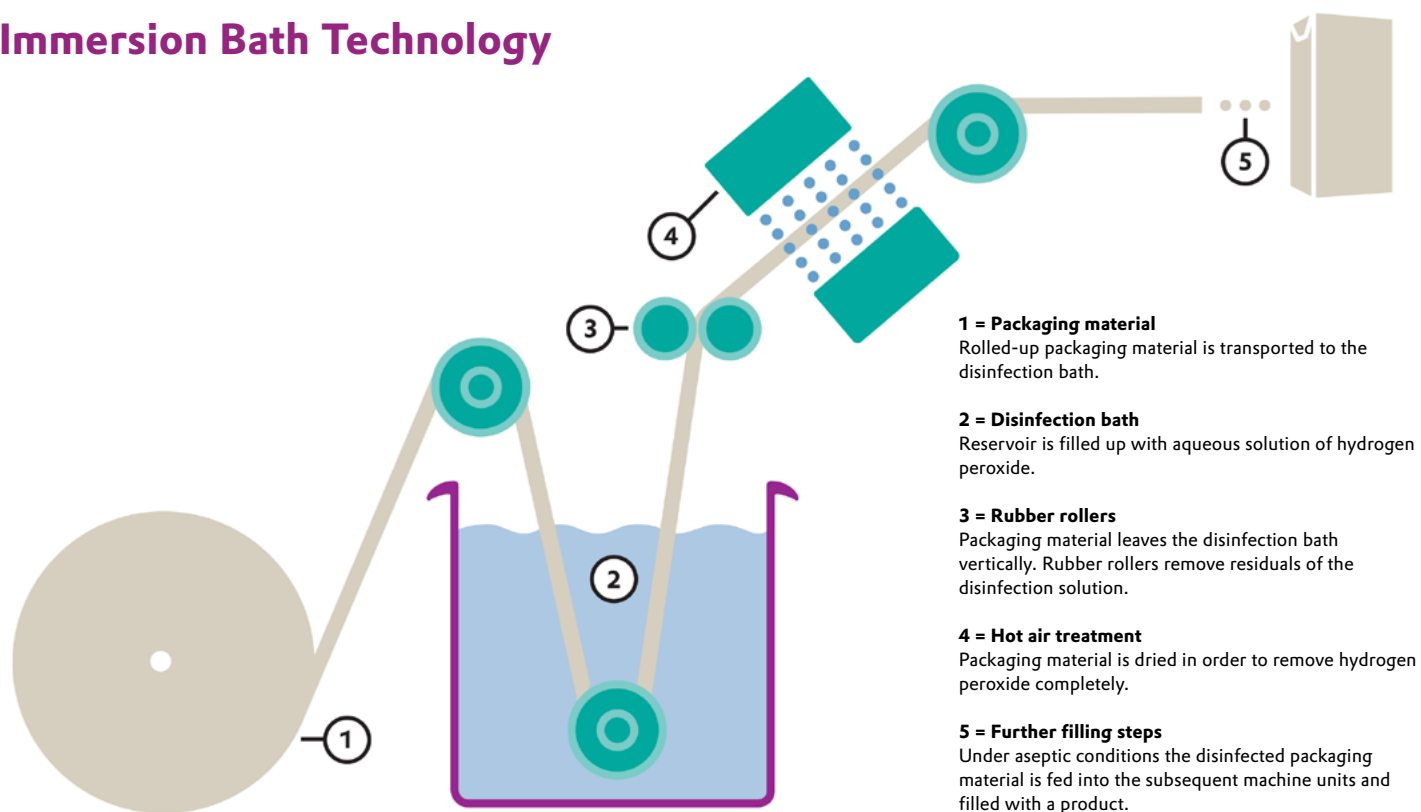 Immersion Bath Technology
5
4
3
2
1
1 = Packaging material
Rolled-up packaging material is transported to the
disinfection bath.
2 = Disinfection bath
Reservoir is filled up with aqueous solution of hydrogen
peroxide.
3 = Rubber rollers
Packaging material leaves the disinfection bath
vertically. Rubber rollers remove residuals of the
disinfection solution.
4 = Hot air treatment
Packaging material is dried in order to remove hydrogen
peroxide completely.
5 = Further filling steps
Under aseptic conditions the disinfected packaging
material is fed into the subsequent machine units and
filled with a product.